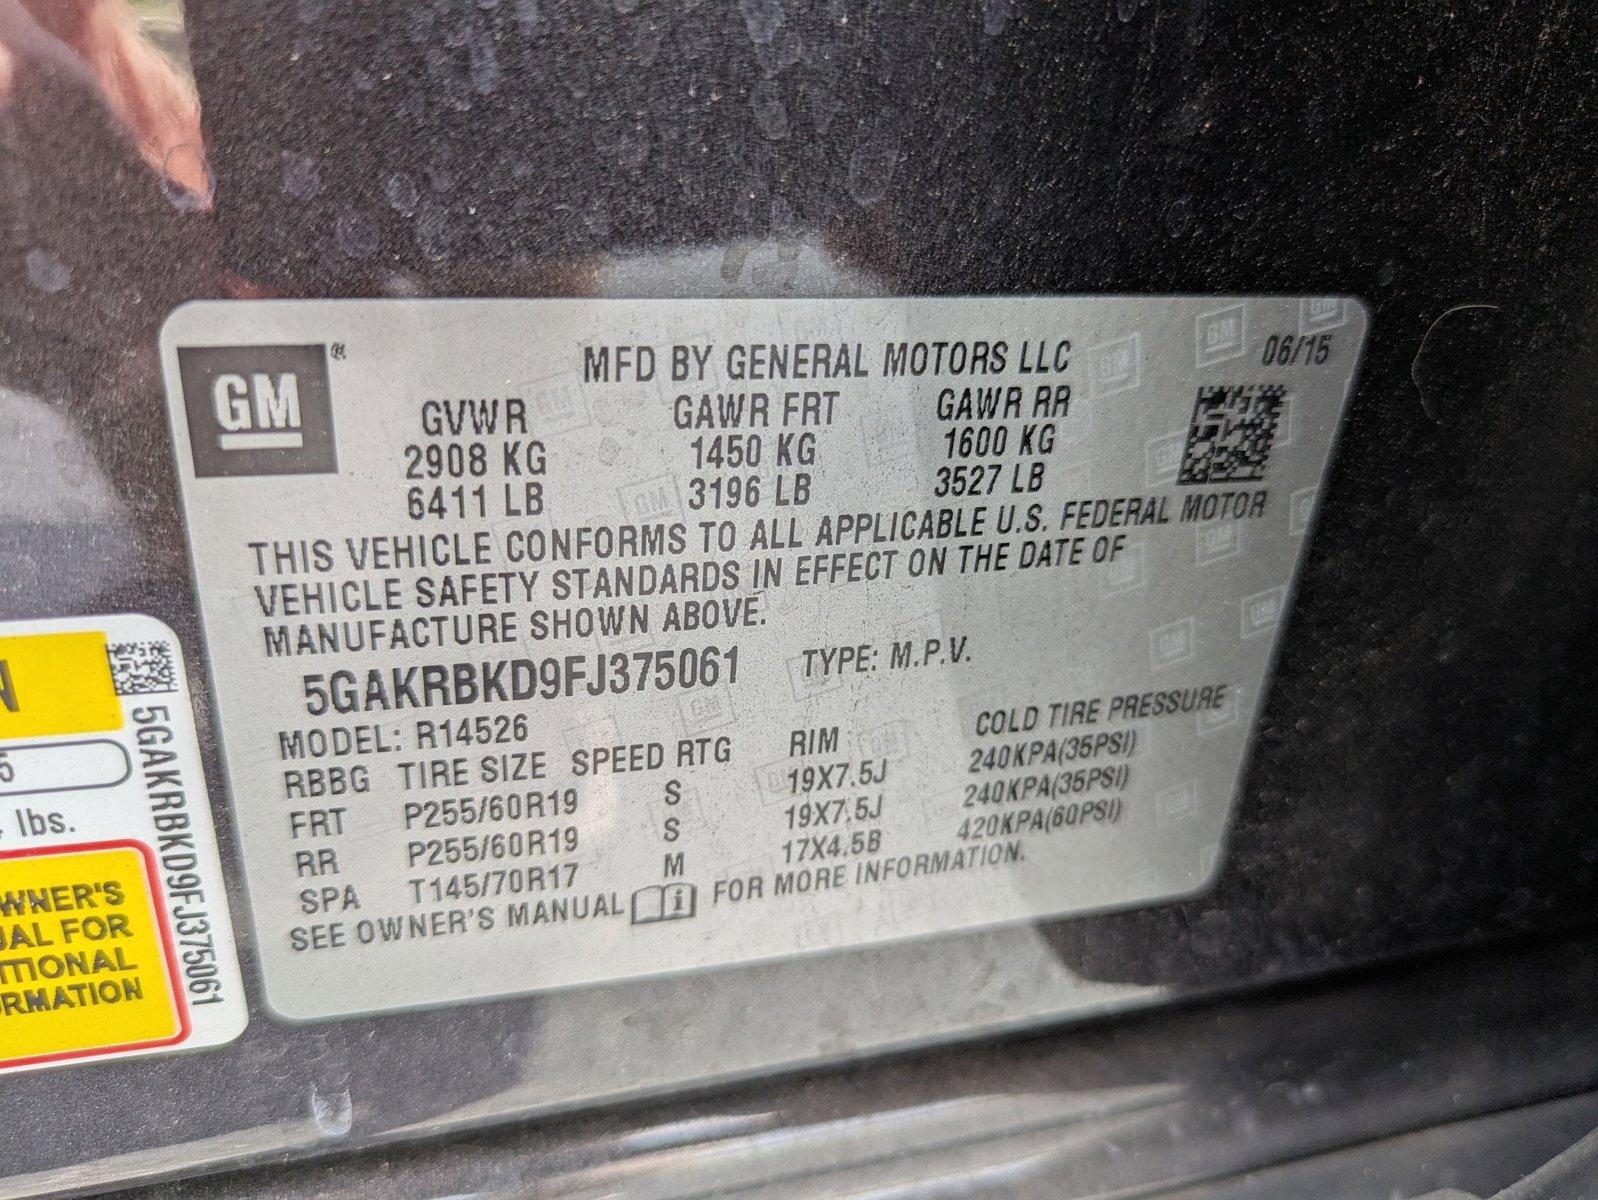 GM®
MFD BY GENERAL MOTORS LLC
06/15
GVWR GAWR FRT GAWR RR
2908 KG 1450 KG 1600 KG
6411 LB 3196 LB 3527 LB
THIS VEHICLE CONFORMS TO ALL APPLICABLE U.S. FEDERAL MOTOR
VEHICLE SAFETY STANDARDS IN EFFECT ON THE DATE OF
MANUFACTURE SHOWN ABOVE.
5GAKRBKD9FJ375061 TYPE: M.P.V.
MODEL: R14526
RBBG TIRE SIZE SPEED RTG RIM COLD TIRE PRESSURE
FRT P255/60R19 S 19X7.5J 240KPA(35PSI)
RR P255/60R19 S 19X7.5J 240KPA(35PSI)
SPA T145/70R17 M 17X4.5B 420KPA(60PSI)
SEE OWNER'S MANUAL FOR MORE INFORMATION.
5GAKRBKD9FJ375061
N
5
lbs.
WNER'S
UAL FOR
ITIONAL
RMATION